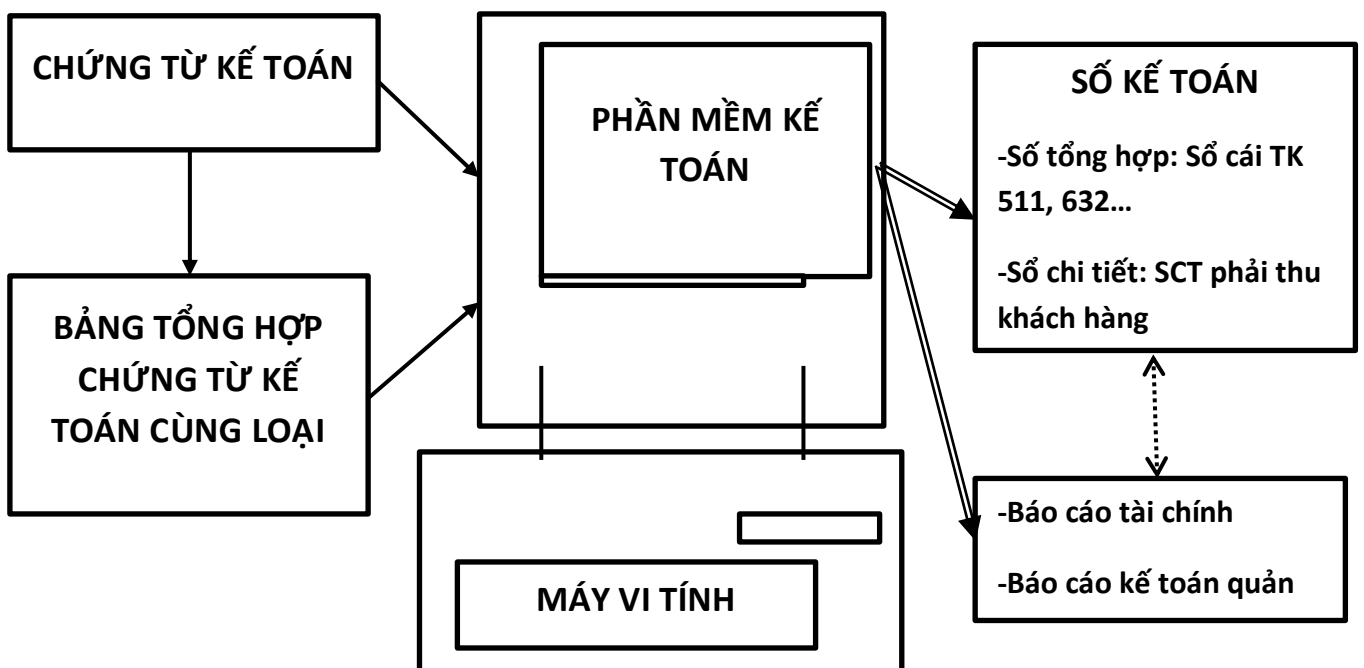 CHỨNG TỪ KẾ TOÁN
BẢNG TỔNG HỢP
CHỨNG TỪ KẾ
TOÁN CÙNG LOẠI
PHẦN MỀM KẾ
TOÁN
MÁY VI TÍNH
SỐ KẾ TOÁN
-Số tổng hợp: Sổ cái TK
511, 632...
-Sổ chi tiết: SCT phải thu
khách hàng
-Báo cáo tài chính
-Báo cáo kế toán quản